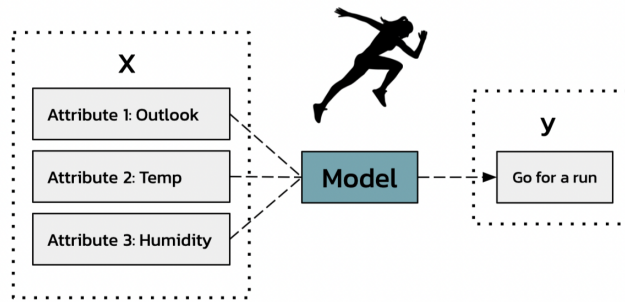 X
Attribute 1: Outlook
Attribute 2: Temp
Attribute 3: Humidity
Model
y
Go for a run